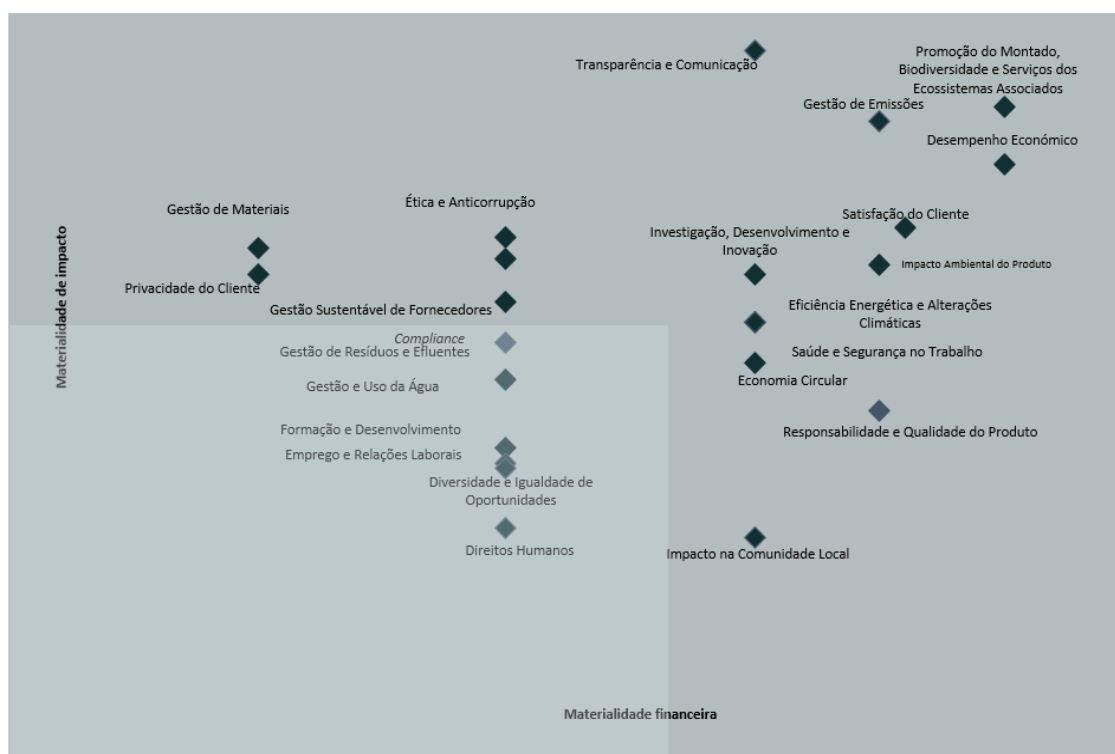 Promoção do Montado,
Biodiversidade e Serviços dos
Ecossistemas Associados
Transparência e Comunicação
Gestão de Emissões
Desempenho Económico
Ética e Anticorrupção
Gestão de Materiais
Satisfação do Cliente
Investigação, Desenvolvimento e
Inovação
Impacto Ambiental do Produto
Privacidade do Cliente
Gestão Sustentável de Fornecedores
Eficiência Energética e Alterações
Climáticas
Compliance
Gestão de Resíduos e Efluentes
Saúde e Segurança no Trabalho
Economia Circular
Gestão e Uso da Água
Formação e Desenvolvimento
Responsabilidade e Qualidade do Produto
Emprego e Relações Laborais
Diversidade e Igualdade de
Oportunidades
Direitos Humanos
Impacto na Comunidade Local
Materialidade de impacto
Materialidade financeira